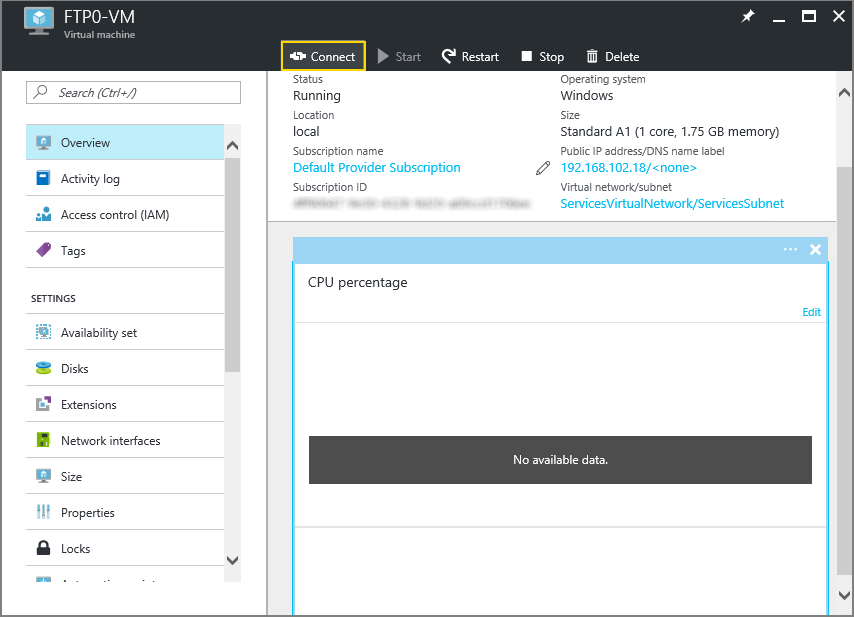 FTP0-VM
Virtual machine
Connect
Start
Restart
Stop
Delete
Search (Ctrl+/)
Overview
Activity log
Access control (IAM)
Tags
SETTINGS
Availability set
Disks
Extensions
Network interfaces
Size
Properties
Locks
Status
Running
Location
local
Subscription name
Default Provider Subscription
Subscription ID
Operating system
Windows
Size
Standard A1 (1 core, 1.75 GB memory)
Public IP address/DNS name label
192.168.102.18/<none>
Virtual network/subnet
ServicesVirtualNetwork/ServicesSubnet
CPU percentage
Edit
No available data.